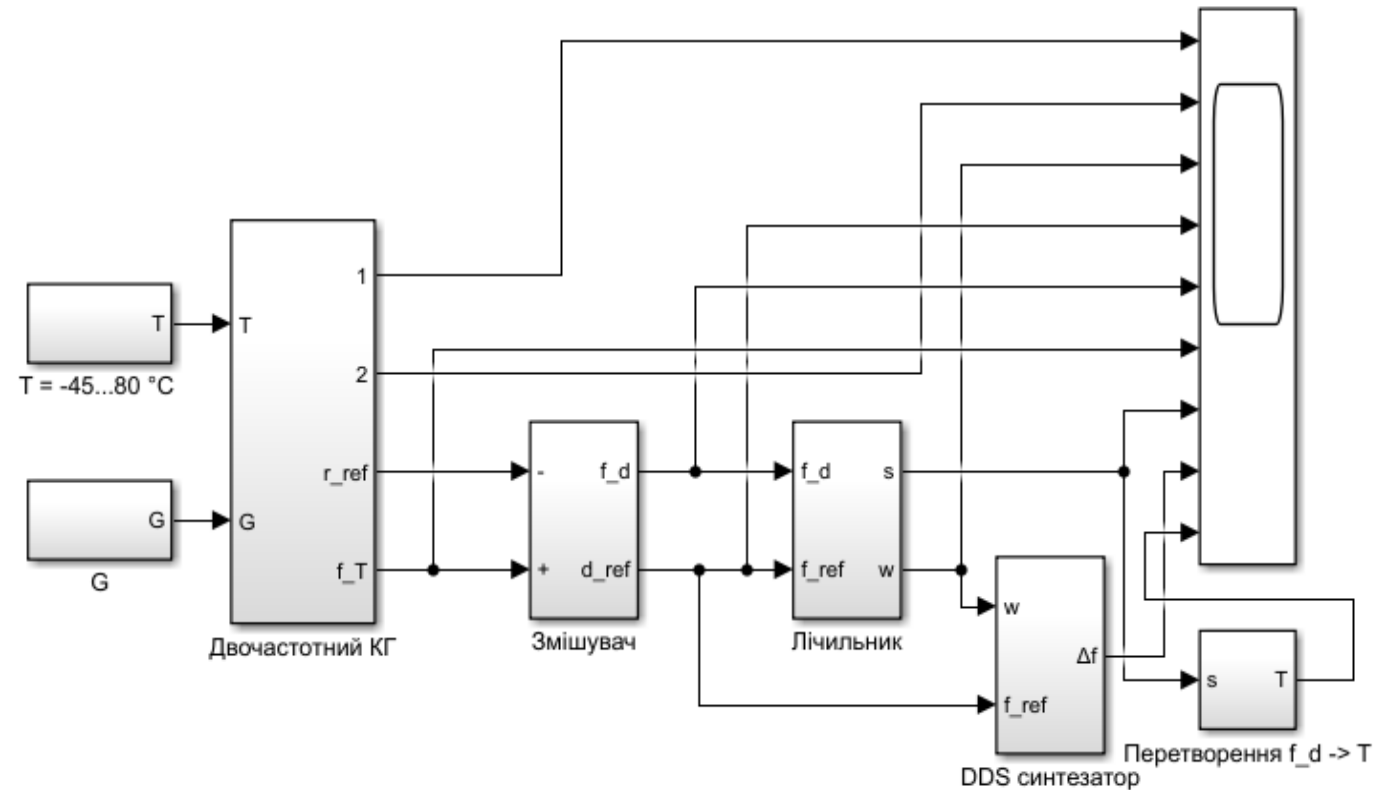 1
T
T
T = -45...80 °C
2
r_ref
-
f_d
f_d
s
G
G
G
f_T
+
d_ref
f_ref
w
w
Двочастотний КГ
Змішувач
Лічильник
Δf
s
T
f_ref
Перетворення f_d -> T
DDS синтезатор